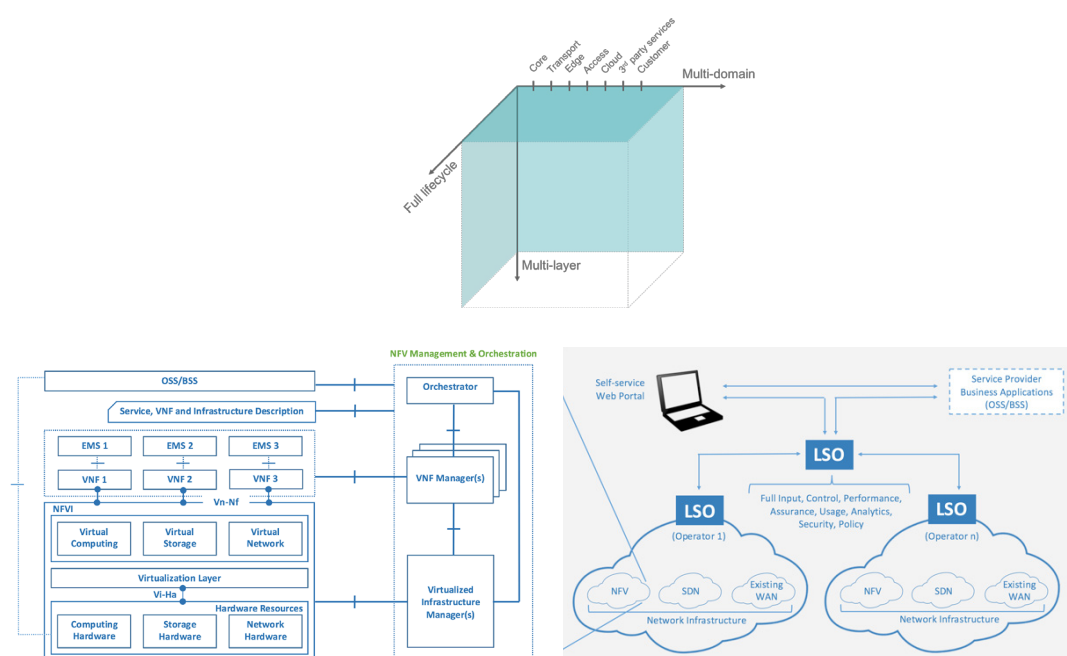 Core
Transport
Edge
Access
Cloud
3rd party services
Customer
Multi-domain
Full lifecycle
Multi-layer
NFV Management & Orchestration
OSS/BSS
Orchestrator
Service, VNF and Infrastructure Description
EMS 1
EMS 2
EMS 3
VNF 1
VNF 2
VNF 3
VNF Manager(s)
Vn-Nf
NFVI
Virtual
Computing
Virtual
Storage
Virtual
Network
Virtualization Layer
Vi-Ha
Hardware Resources
Computing
Hardware
Storage
Hardware
Network
Hardware
Virtualized
Infrastructure
Manager(s)
Self-service
Web Portal
Service Provider
Business Applications
(OSS/BSS)
LSO
Full Input, Control, Performance,
Assurance, Usage, Analytics,
Security, Policy
LSO
(Operator 1)
LSO
(Operator n)
NFV
SDN
Existing
WAN
Network Infrastructure
NFV
SDN
Existing
WAN
Network Infrastructure